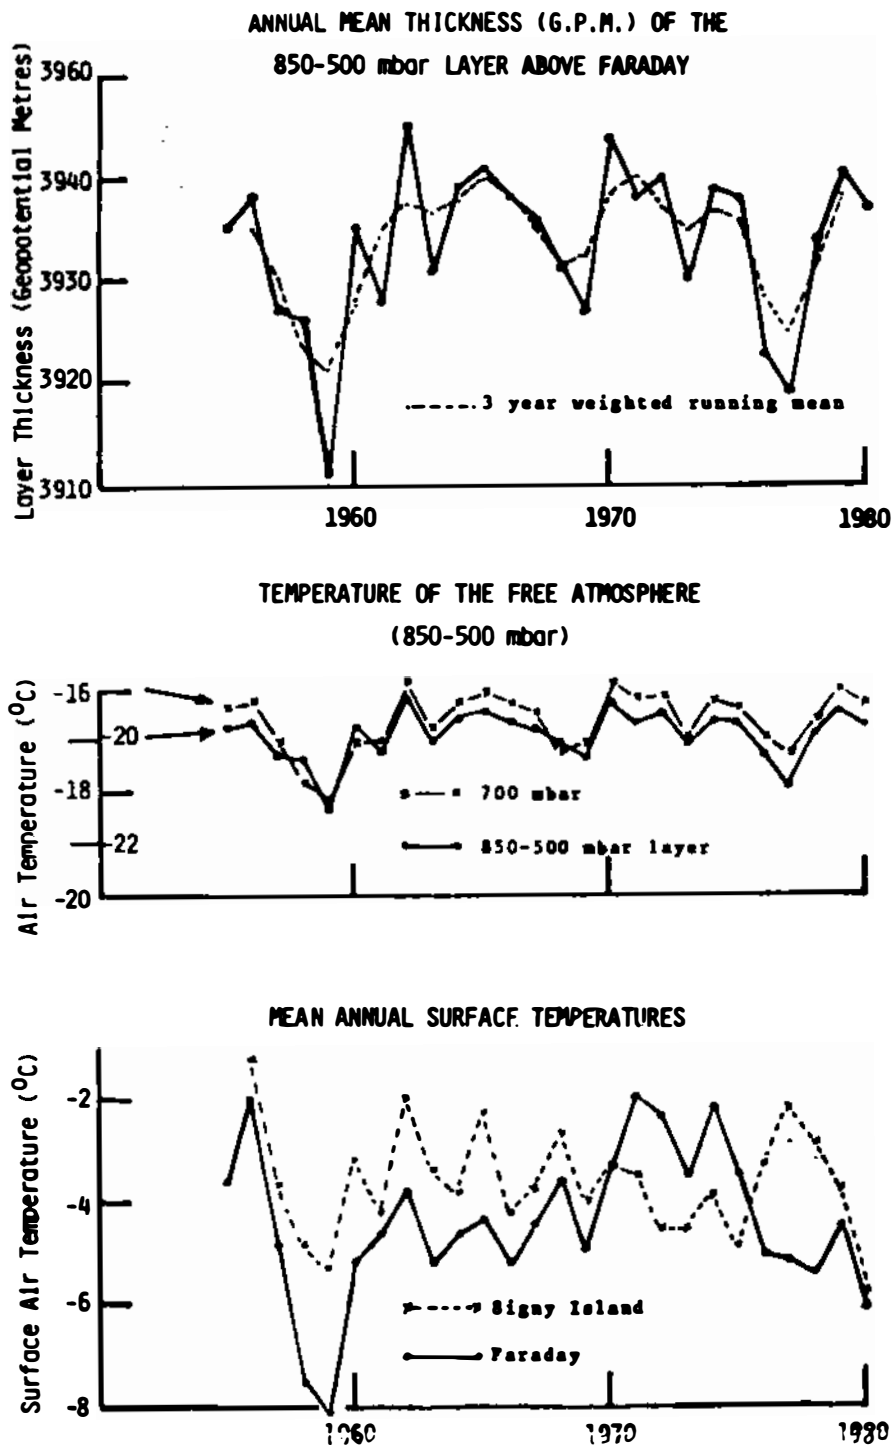 ANNUAL MEAN THICKNESS (G.P.M.) OF THE
850-500 mbar LAYER ABOVE FARADAY
Layer Thickness (Geopotential Metres)
3960
3940
3930
3920
3910
3 year weighted running mean
1960
1970
1980
TEMPERATURE OF THE FREE ATMOSPHERE
(850-500 mbar)
Air Temperature (°C)
-16
-20
-18
-22
-20
700 mbar
850-500 mbar layer
MEAN ANNUAL SURFACE TEMPERATURES
Surface Air Temperature (°C)
-2
-4
-6
-8
Signy Island
Faraday
1960
1970
1980